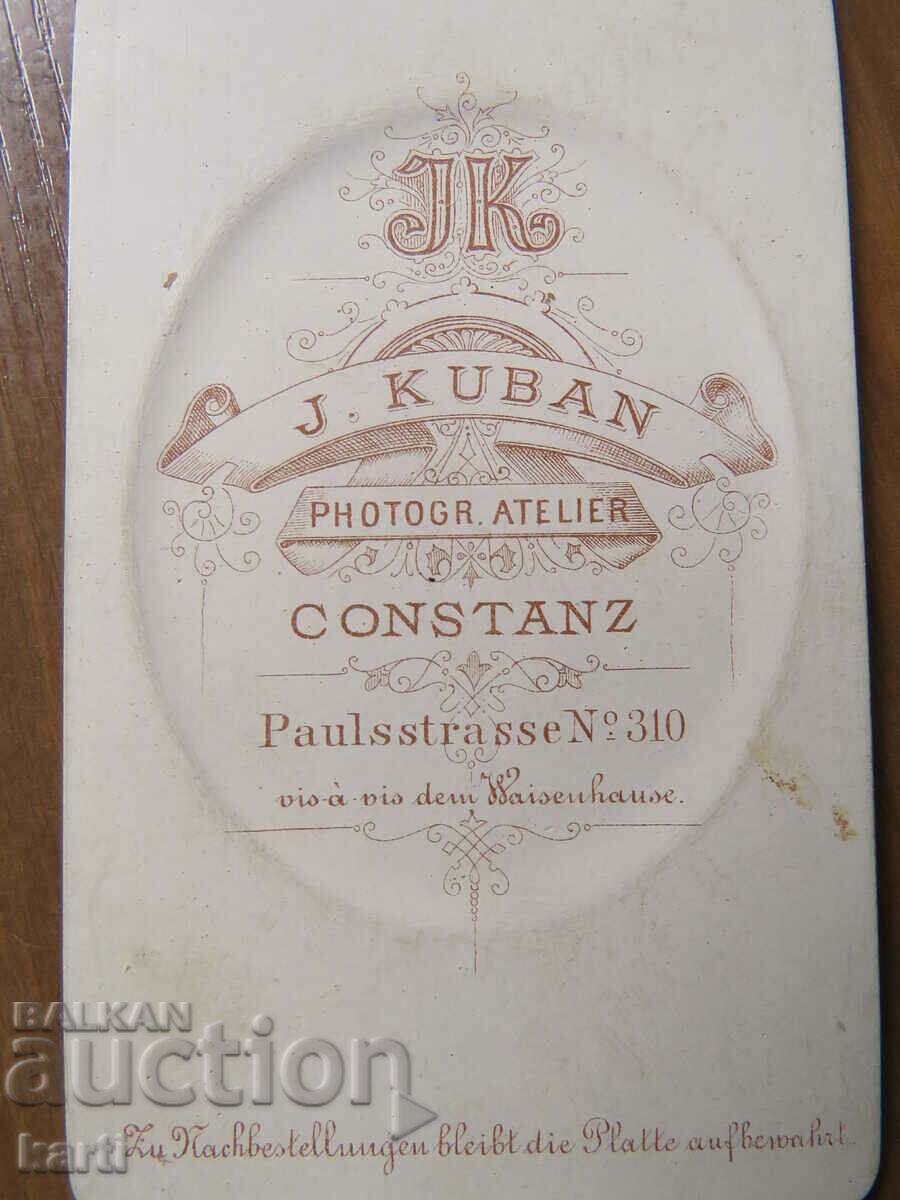 JK
J. KUBAN
PHOTOGR. ATELIER
CONSTANZ
Paulsstrasse No. 310
vis-à-vis dem Waisenhause.
Zu Nachbestellungen bleibt die Platte aufbewahrt.
BALKAN
auction
karti